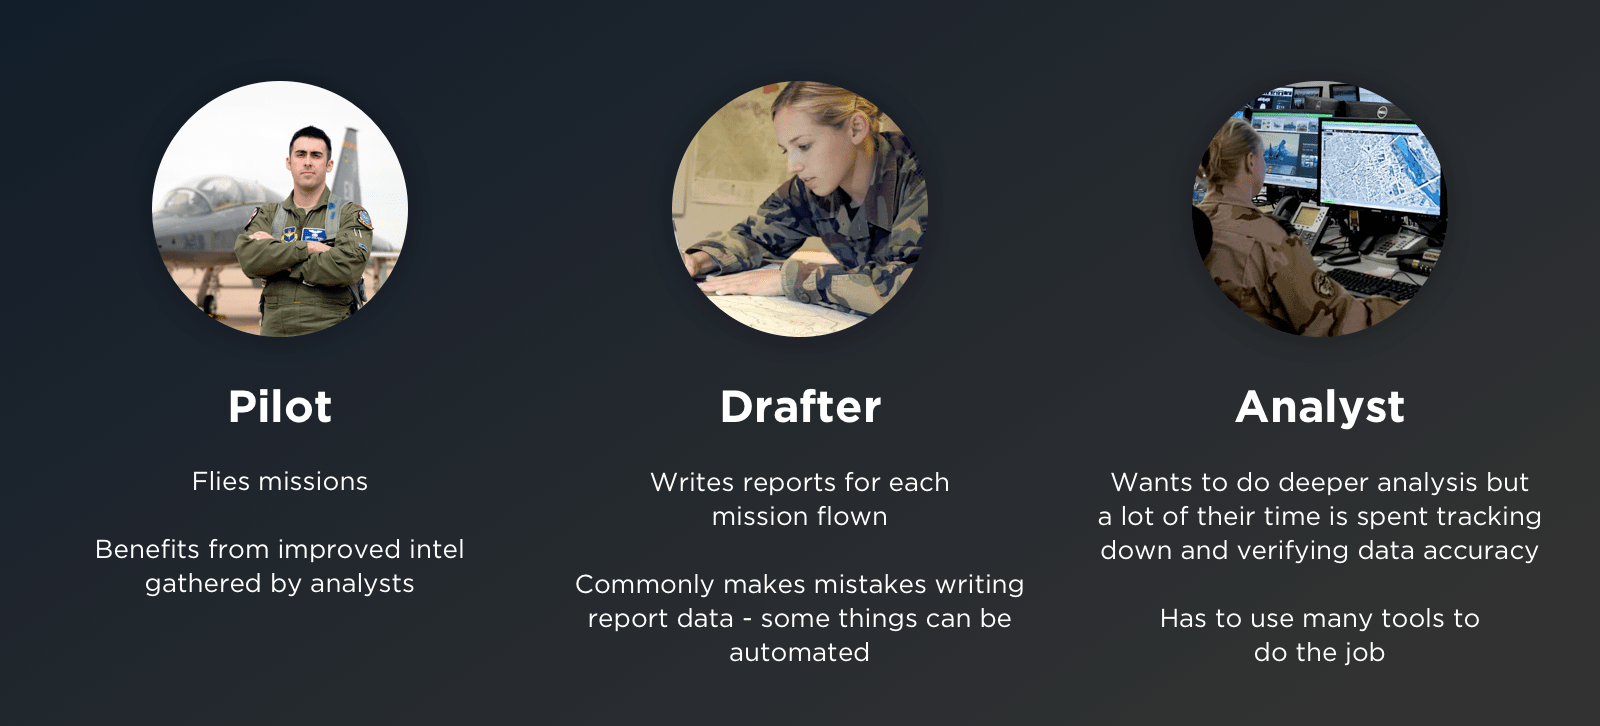 Pilot
Flies missions
Benefits from improved intel
gathered by analysts
Drafter
Writes reports for each
mission flown
Commonly makes mistakes writing
report data - some things can be
automated
Analyst
Wants to do deeper analysis but
a lot of their time is spent tracking
down and verifying data accuracy
Has to use many tools to
do the job